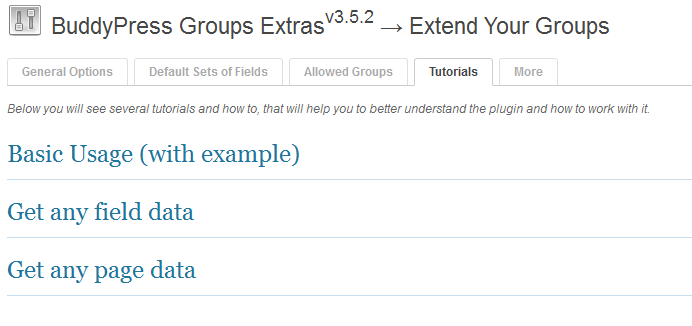 BuddyPress Groups Extras v3.5.2 → Extend Your Groups
General Options Default Sets of Fields Allowed Groups Tutorials More
Below you will see several tutorials and how to, that will help you to better understand the plugin and how to work with it.
Basic Usage (with example)
Get any field data
Get any page data